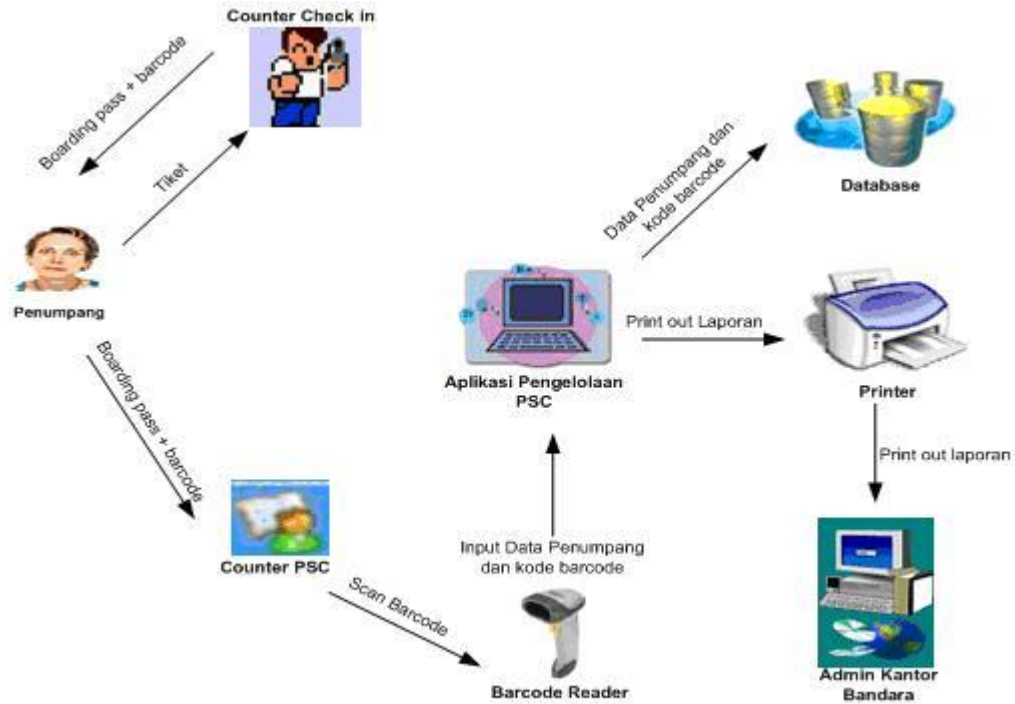 Counter Check in
Boarding pass + barcode
Tiket
Penumpang
Boarding pass + barcode
Counter PSC
Scan Barcode
Barcode Reader
Input Data Penumpang
dan kode barcode
Aplikasi Pengelolaan
PSC
Data Penumpang dan
kode barcode
Database
Print out Laporan
Printer
Print out laporan
Admin Kantor
Bandara